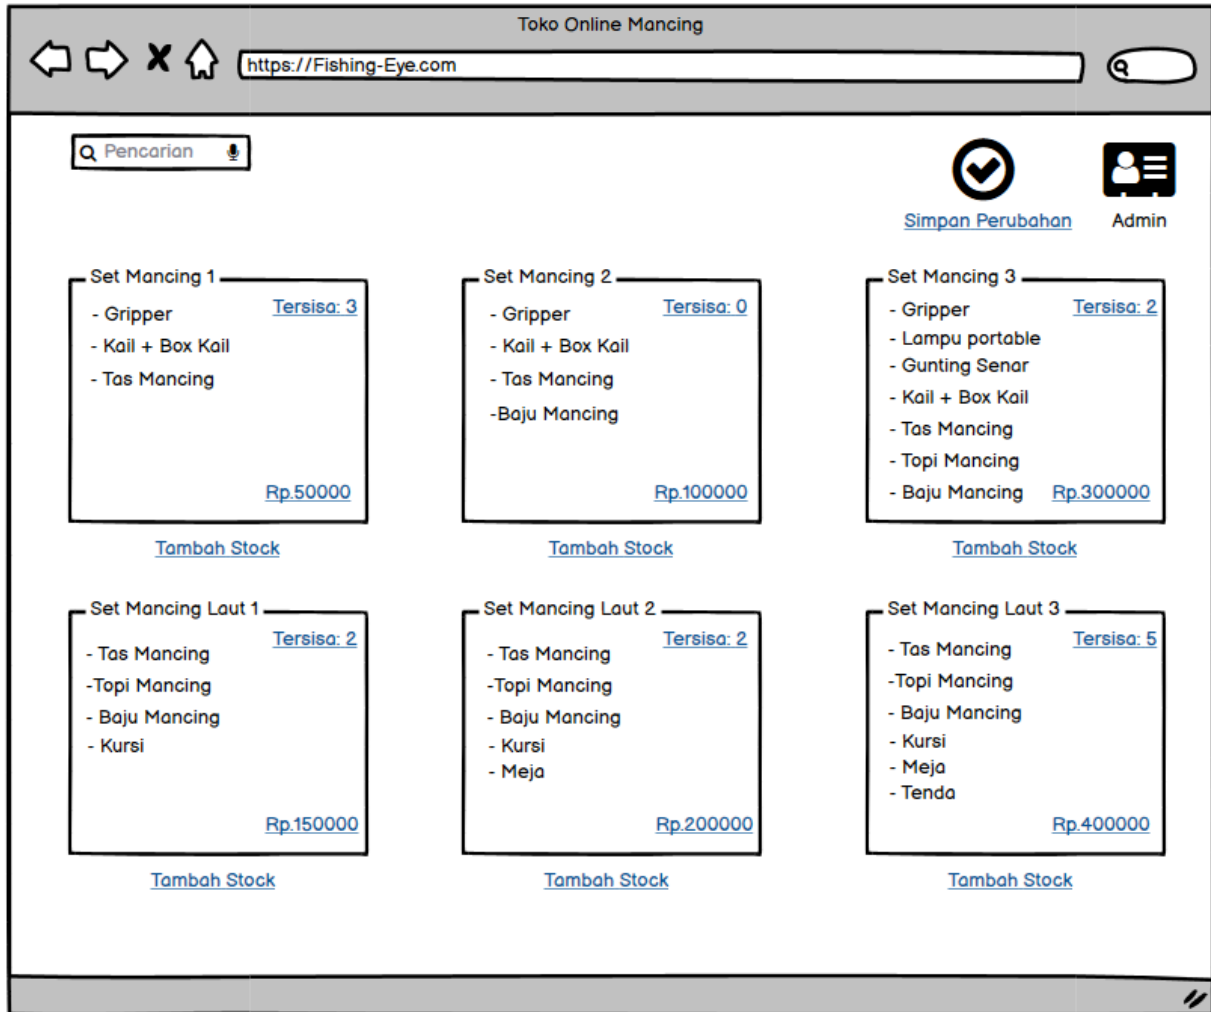 Toko Online Mancing
https://Fishing-Eye.com
Pencarian
Simpan Perubahan
Admin
Set Mancing 1
Tersisa: 3
- Gripper
- Kail + Box Kail
- Tas Mancing
Rp.50000
Tambah Stock
Set Mancing 2
Tersisa: 0
- Gripper
- Kail + Box Kail
- Tas Mancing
-Baju Mancing
Rp.100000
Tambah Stock
Set Mancing 3
Tersisa: 2
- Gripper
- Lampu portable
- Gunting Senar
- Kail + Box Kail
- Tas Mancing
- Topi Mancing
- Baju Mancing
Rp.300000
Tambah Stock
Set Mancing Laut 1
Tersisa: 2
- Tas Mancing
-Topi Mancing
- Baju Mancing
- Kursi
Rp.150000
Tambah Stock
Set Mancing Laut 2
Tersisa: 2
- Tas Mancing
-Topi Mancing
- Baju Mancing
- Kursi
- Meja
Rp.200000
Tambah Stock
Set Mancing Laut 3
Tersisa: 5
- Tas Mancing
-Topi Mancing
- Baju Mancing
- Kursi
- Meja
- Tenda
Rp.400000
Tambah Stock